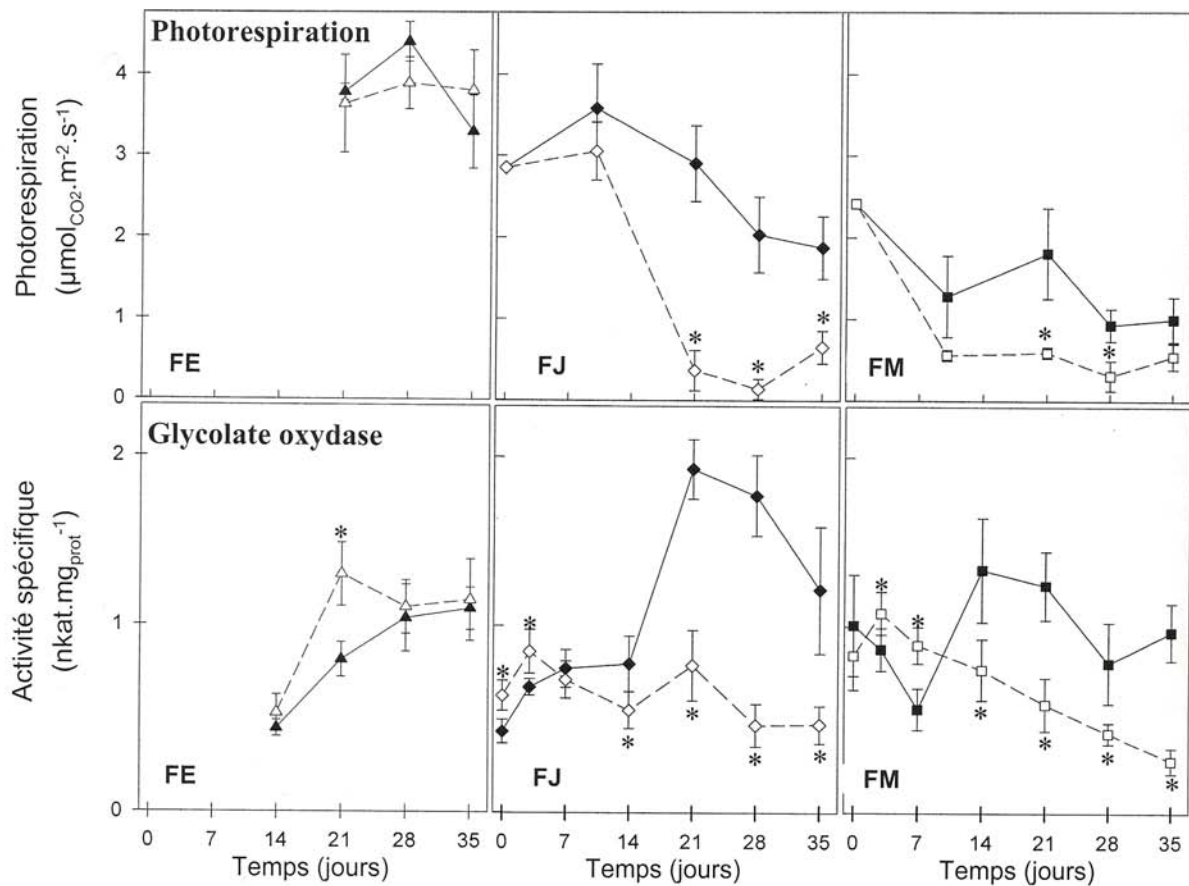 Photorespiration
Photorespiration
(µmolCO2.m-2.s-1)
4
3
2
1
0
FE
FJ
*
*
*
FM
*
*
Glycolate oxydase
Activité spécifique
(nkat.mgprot-1)
2
1
0
FE
*
FJ
*
*
*
*
*
*
FM
*
*
*
*
*
*
0 7 14 21 28 35
0 7 14 21 28 35
0 7 14 21 28 35
Temps (jours)
Temps (jours)
Temps (jours)